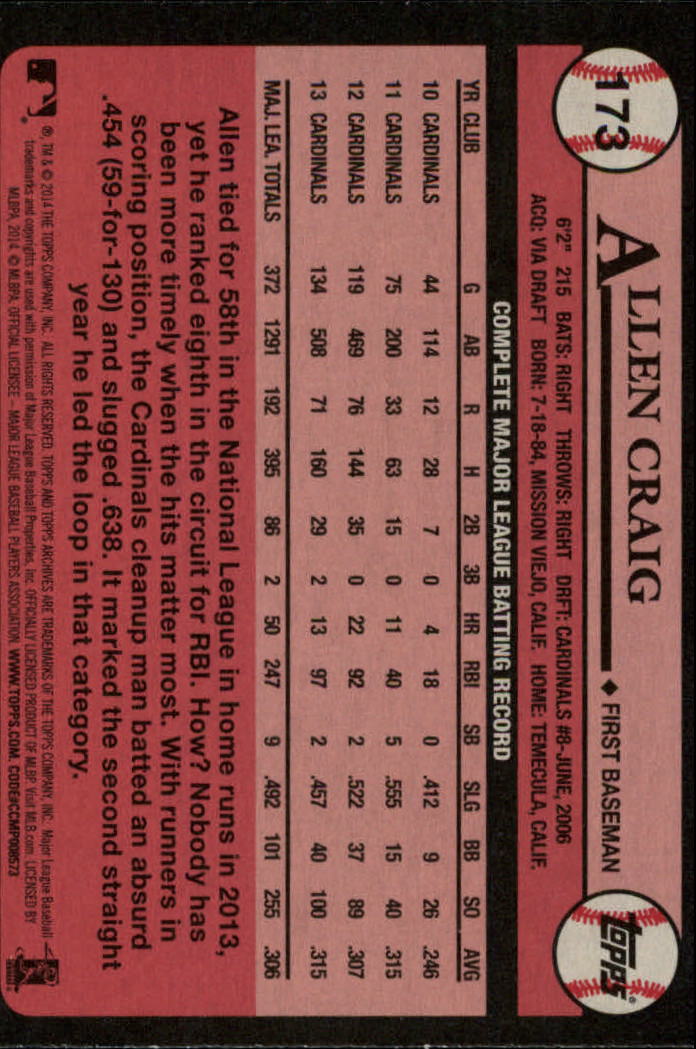 173
ALLEN CRAIG ♦ FIRST BASEMAN
topps®
6'2" 215 BATS: RIGHT THROWS: RIGHT DRFT: CARDINALS #8-JUNE, 2006
ACQ: VIA DRAFT BORN: 7-18-84, MISSION VIEJO, CALIF. HOME: TEMECULA, CALIF.
COMPLETE MAJOR LEAGUE BATTING RECORD
YR CLUB G AB R H 2B 3B HR RBI SB SLG BB SO AVG
10 CARDINALS 44 114 12 28 7 0 4 18 0 .412 9 26 .246
11 CARDINALS 75 200 33 63 15 0 11 40 5 .555 15 40 .315
12 CARDINALS 119 469 76 144 35 0 22 92 2 .522 37 89 .307
13 CARDINALS 134 508 71 160 29 2 13 97 2 .457 40 100 .315
MAJ. LEA. TOTALS 372 1291 192 395 86 2 50 247 9 .492 101 255 .306
Allen tied for 58th in the National League in home runs in 2013,
yet he ranked eighth in the circuit for RBI. How? Nobody has
been more timely when the hits matter most. With runners in
scoring position, the Cardinals cleanup man batted an absurd
.454 (59-for-130) and slugged .638. It marked the second straight
year he led the loop in that category.
®, TM & © 2014 THE TOPPS COMPANY, INC. ALL RIGHTS RESERVED. TOPPS AND TOPPS ARCHIVES ARE TRADEMARKS OF THE TOPPS COMPANY, INC. Major League Baseball
trademarks and copyrights are used with permission of Major League Baseball Properties, Inc. OFFICIALLY LICENSED PRODUCT OF MLBP. Visit MLB.com LICENSED BY
MLBPA. 2014. © MLBPA. OFFICIAL LICENSEE – MAJOR LEAGUE BASEBALL PLAYERS ASSOCIATION. WWW.TOPPS.COM. CODE#CCMP008573